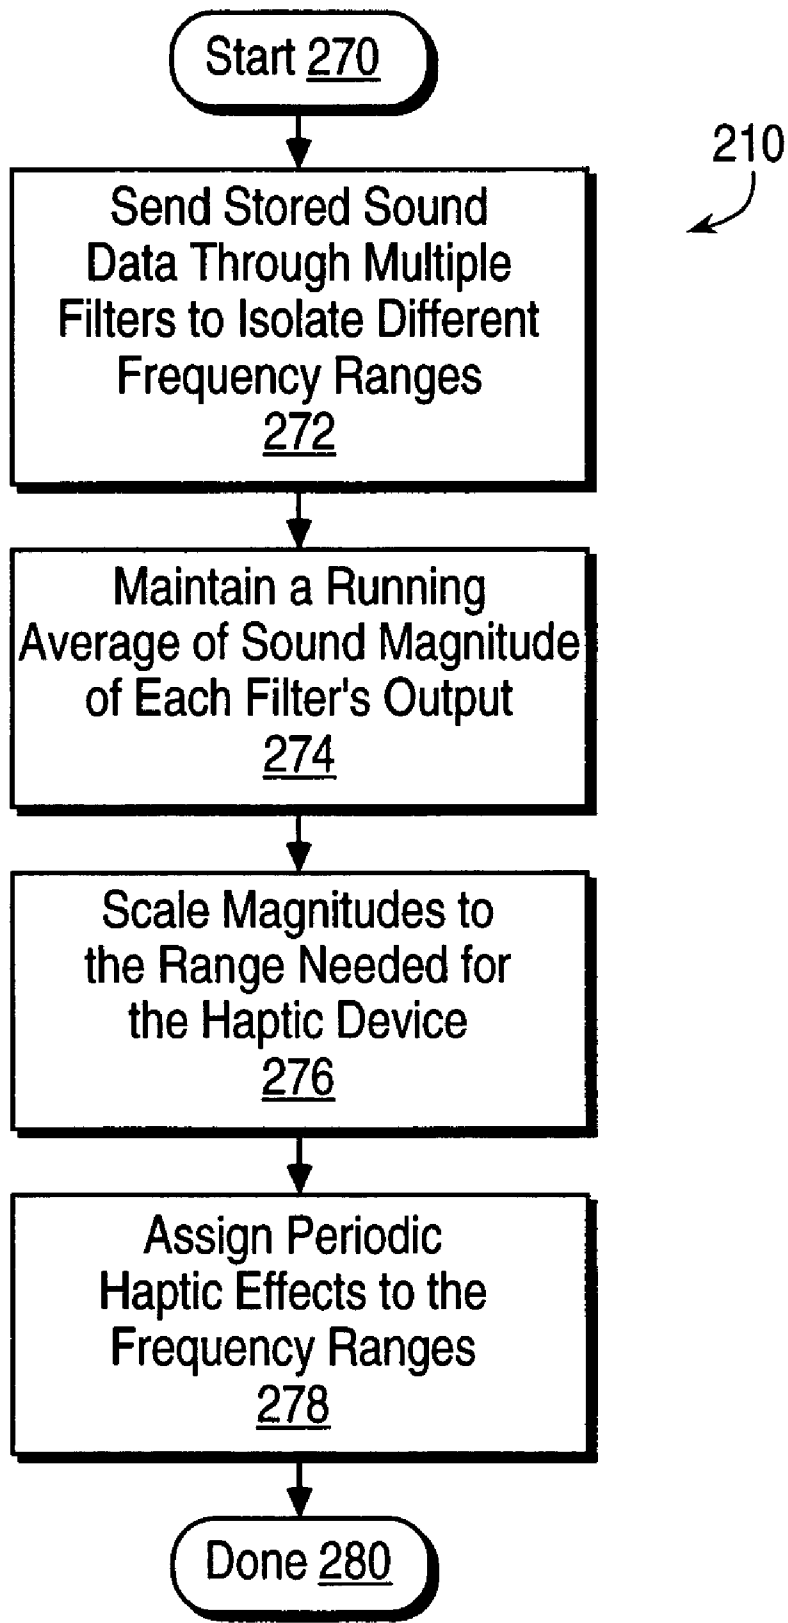 Start 270
210
Send Stored Sound
Data Through Multiple
Filters to Isolate Different
Frequency Ranges
272
Maintain a Running
Average of Sound Magnitude
of Each Filter's Output
274
Scale Magnitudes to
the Range Needed for
the Haptic Device
276
Assign Periodic
Haptic Effects to the
Frequency Ranges
278
Done 280